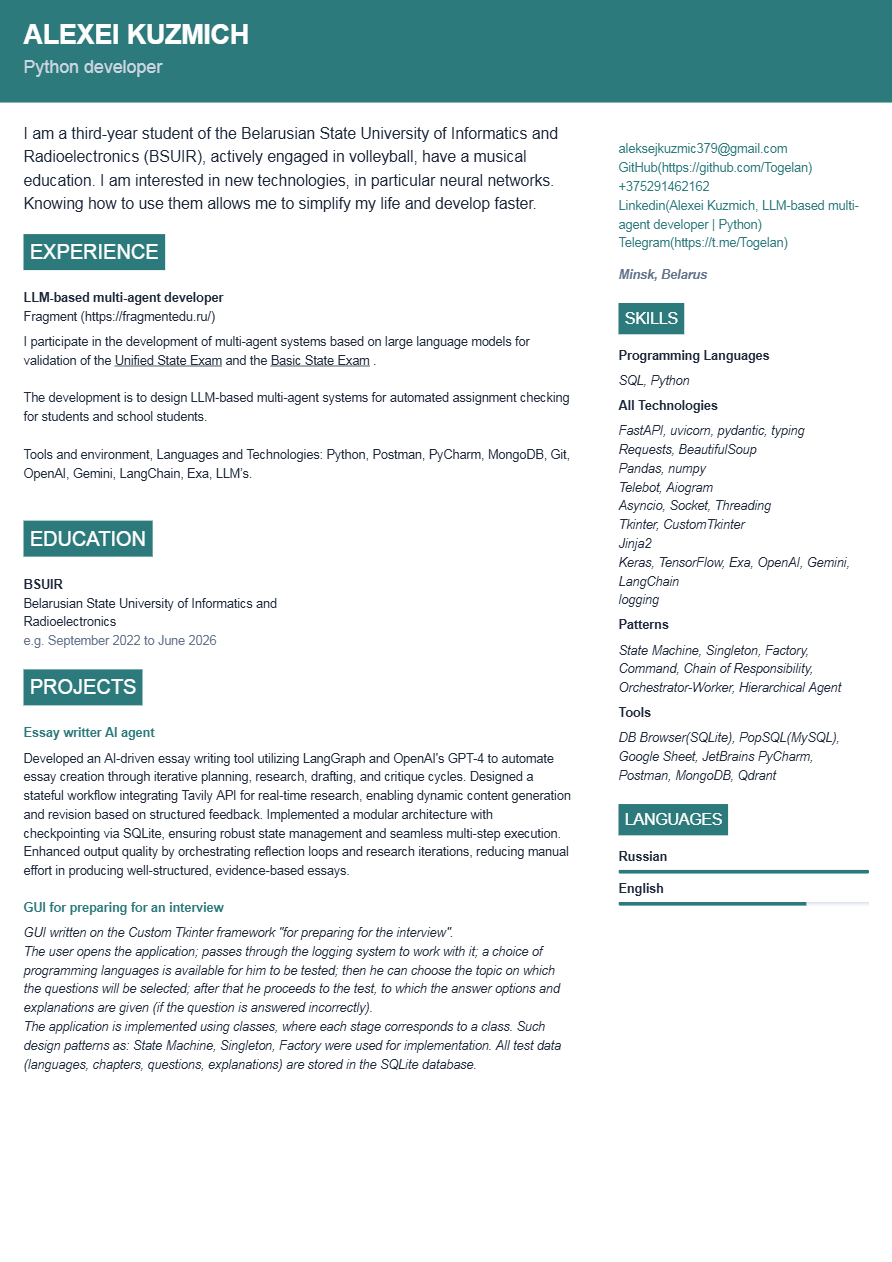 ALEXEI KUZMICH
Python developer
I am a third-year student of the Belarusian State University of Informatics and
Radioelectronics (BSUIR), actively engaged in volleyball, have a musical
education. I am interested in new technologies, in particular neural networks.
Knowing how to use them allows me to simplify my life and develop faster.
EXPERIENCE
LLM-based multi-agent developer
Fragment (https://fragmentedu.ru/)
I participate in the development of multi-agent systems based on large language models for
validation of the Unified State Exam and the Basic State Exam .
The development is to design LLM-based multi-agent systems for automated assignment checking
for students and school students.
Tools and environment, Languages and Technologies: Python, Postman, PyCharm, MongoDB, Git,
OpenAI, Gemini, LangChain, Exa, LLM's.
EDUCATION
BSUIR
Belarusian State University of Informatics and
Radioelectronics
e.g. September 2022 to June 2026
PROJECTS
Essay writter AI agent
Developed an AI-driven essay writing tool utilizing LangGraph and OpenAI's GPT-4 to automate
essay creation through iterative planning, research, drafting, and critique cycles. Designed a
stateful workflow integrating Tavily API for real-time research, enabling dynamic content generation
and revision based on structured feedback. Implemented a modular architecture with
checkpointing via SQLite, ensuring robust state management and seamless multi-step execution.
Enhanced output quality by orchestrating reflection loops and research iterations, reducing manual
effort in producing well-structured, evidence-based essays.
GUI for preparing for an interview
GUI written on the Custom Tkinter framework "for preparing for the interview".
The user opens the application; passes through the logging system to work with it; a choice of
programming languages is available for him to be tested; then he can choose the topic on which
the questions will be selected; after that he proceeds to the test, to which the answer options and
explanations are given (if the question is answered incorrectly).
The application is implemented using classes, where each stage corresponds to a class. Such
design patterns as: State Machine, Singleton, Factory were used for implementation. All test data
(languages, chapters, questions, explanations) are stored in the SQLite database.
aleksejkuzmic379@gmail.com
GitHub(https://github.com/Togelan)
+375291462162
Linkedin(Alexei Kuzmich, LLM-based multi-
agent developer | Python)
Telegram(https://t.me/Togelan)
Minsk, Belarus
SKILLS
Programming Languages
SQL, Python
All Technologies
FastAPI, uvicorn, pydantic, typing
Requests, BeautifulSoup
Pandas, numpy
Telebot, Aiogram
Asyncio, Socket, Threading
Tkinter, CustomTkinter
Jinja2
Keras, TensorFlow, Exa, OpenAI, Gemini,
LangChain
logging
Patterns
State Machine, Singleton, Factory,
Command, Chain of Responsibility,
Orchestrator-Worker, Hierarchical Agent
Tools
DB Browser(SQLite), PopSQL(MySQL),
Google Sheet, JetBrains PyCharm,
Postman, MongoDB, Qdrant
LANGUAGES
Russian
English